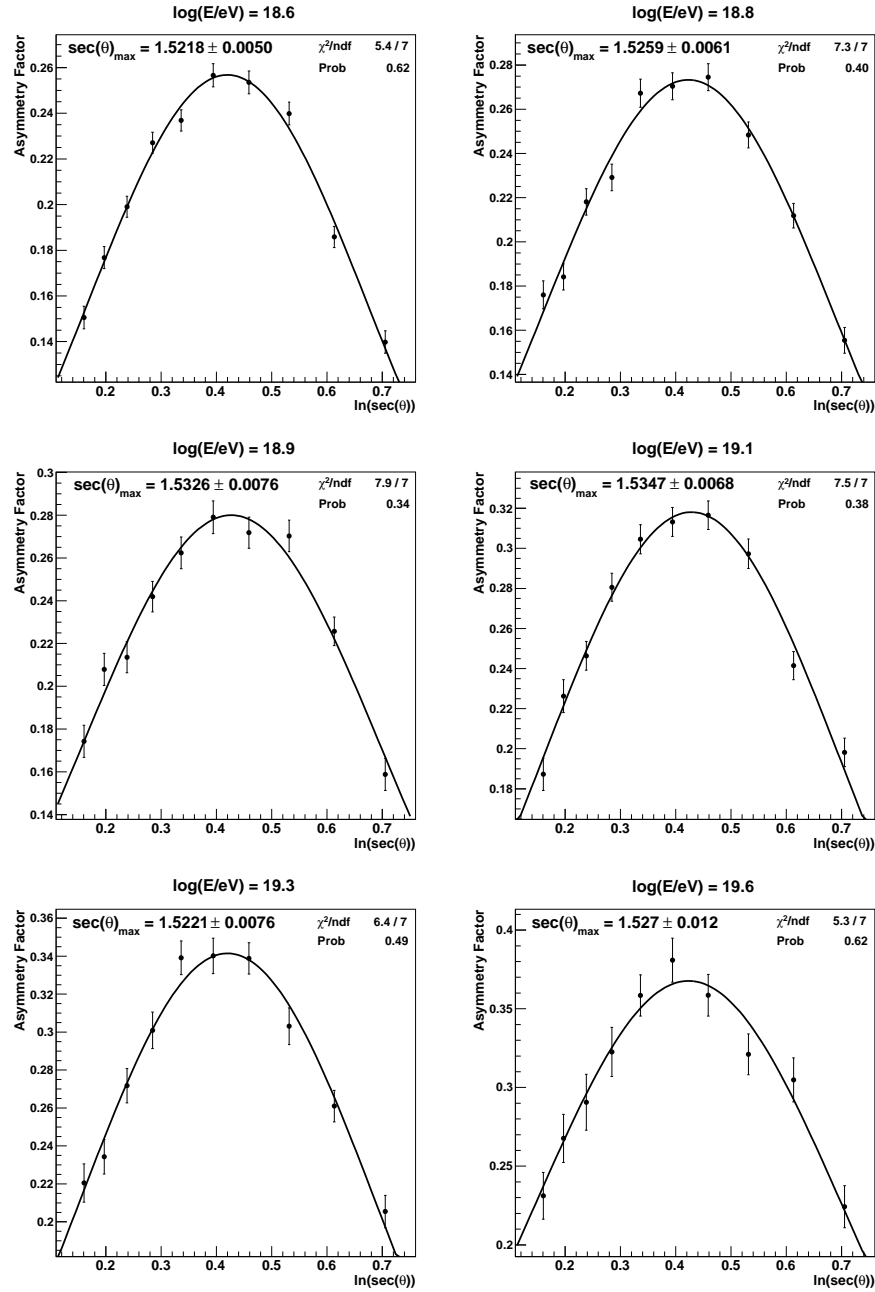 log(E/eV) = 18.6
sec(θ)max = 1.5218 ± 0.0050
χ²/ndf 5.4 / 7
Prob 0.62
Asymmetry Factor
0.26
0.24
0.22
0.2
0.18
0.16
0.14
0.2 0.3 0.4 0.5 0.6 0.7
ln(sec(θ))
log(E/eV) = 18.8
sec(θ)max = 1.5259 ± 0.0061
χ²/ndf 7.3 / 7
Prob 0.40
Asymmetry Factor
0.28
0.26
0.24
0.22
0.2
0.18
0.16
0.14
0.2 0.3 0.4 0.5 0.6 0.7
ln(sec(θ))
log(E/eV) = 18.9
sec(θ)max = 1.5326 ± 0.0076
χ²/ndf 7.9 / 7
Prob 0.34
Asymmetry Factor
0.3
0.28
0.26
0.24
0.22
0.2
0.18
0.16
0.14
0.2 0.3 0.4 0.5 0.6 0.7
ln(sec(θ))
log(E/eV) = 19.1
sec(θ)max = 1.5347 ± 0.0068
χ²/ndf 7.5 / 7
Prob 0.38
Asymmetry Factor
0.32
0.3
0.28
0.26
0.24
0.22
0.2
0.18
0.2 0.3 0.4 0.5 0.6 0.7
ln(sec(θ))
log(E/eV) = 19.3
sec(θ)max = 1.5221 ± 0.0076
χ²/ndf 6.4 / 7
Prob 0.49
Asymmetry Factor
0.36
0.34
0.32
0.3
0.28
0.26
0.24
0.22
0.2
0.2 0.3 0.4 0.5 0.6 0.7
ln(sec(θ))
log(E/eV) = 19.6
sec(θ)max = 1.527 ± 0.012
χ²/ndf 5.3 / 7
Prob 0.62
Asymmetry Factor
0.4
0.35
0.3
0.25
0.2
0.2 0.3 0.4 0.5 0.6 0.7
ln(sec(θ))